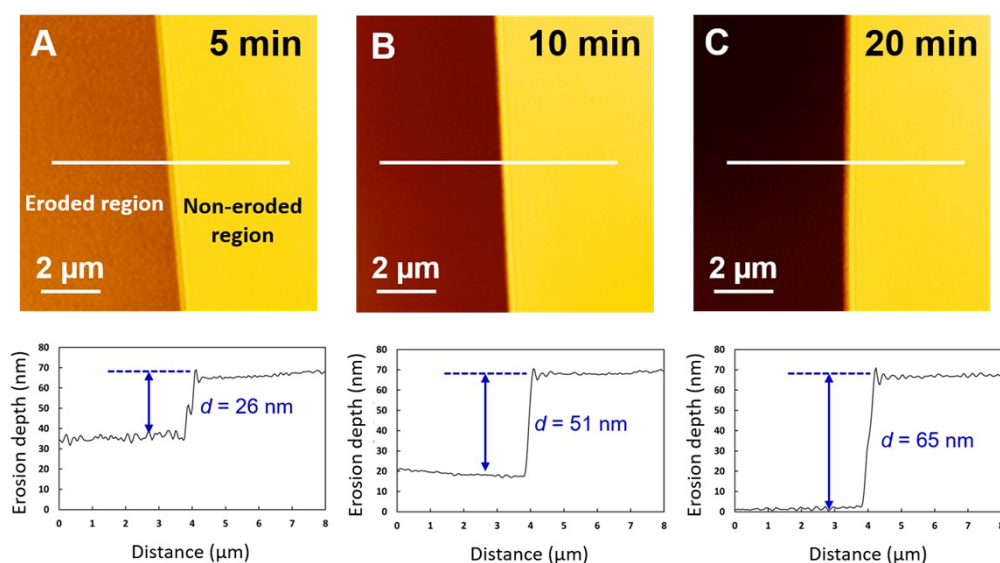 A
5 min
Eroded region
Non-eroded
region
2 µm
B
10 min
2 µm
C
20 min
2 µm
Erosion depth (nm)
80
70
60
50
40
30
20
10
0
d = 26 nm
0 1 2 3 4 5 6 7 8
Distance (µm)
Erosion depth (nm)
80
70
60
50
40
30
20
10
0
d = 51 nm
0 1 2 3 4 5 6 7 8
Distance (µm)
Erosion depth (nm)
80
70
60
50
40
30
20
10
0
d = 65 nm
0 1 2 3 4 5 6 7 8
Distance (µm)